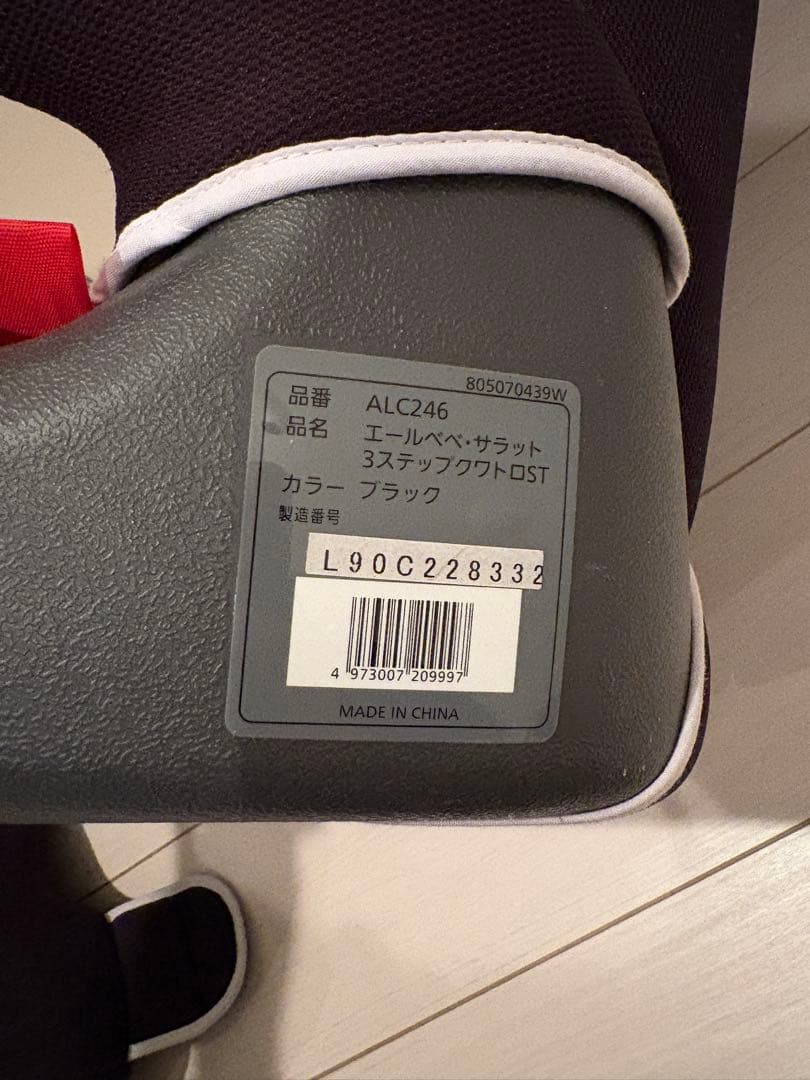 805070439W
品番 ALC246
品名 エールベベ・サラット
3ステップクワトロST
カラー ブラック
製造番号
L90C228332
4 973007 209997
MADE IN CHINA